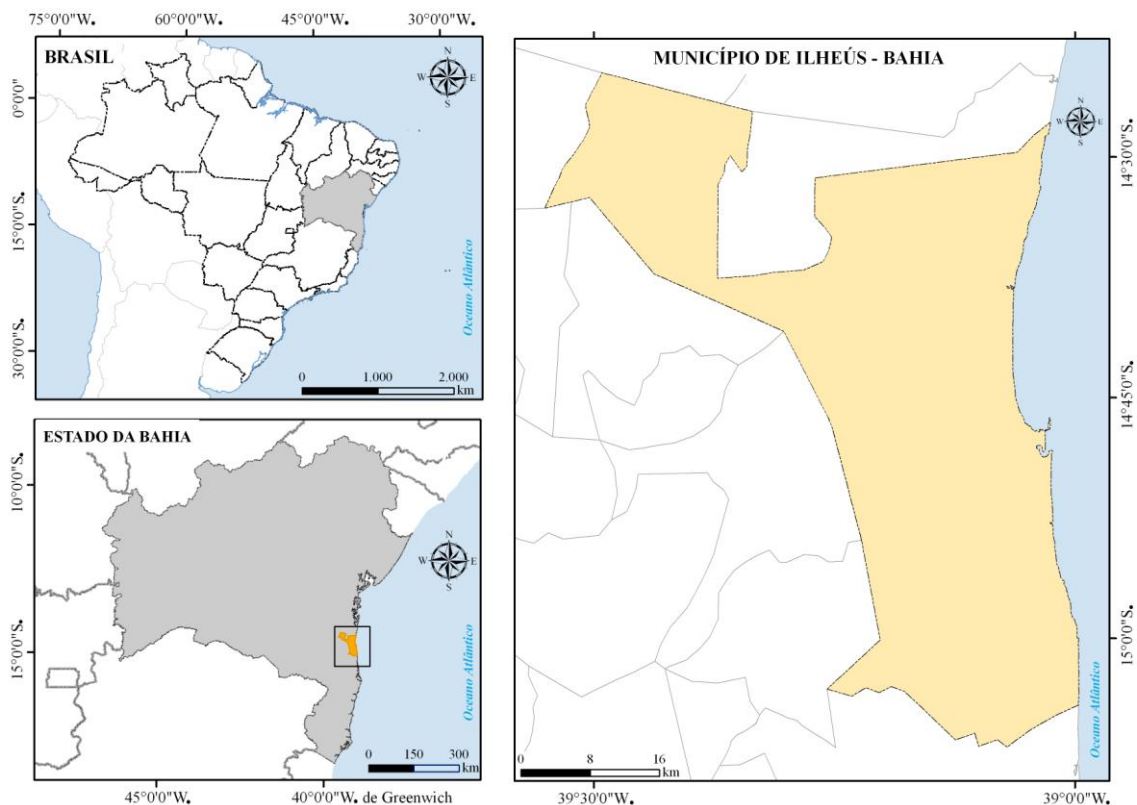 75°0'0"W.
60°0'0"W.
45°0'0"W.
30°0'0"W.
BRASIL
N
W
E
S
0°0'0"
15°0'0"S.
30°0'0"S.
Oceano Atlântico
0
1.000
2.000
km
ESTADO DA BAHIA
N
W
E
S
10°0'0"S.
15°0'0"S.
Oceano Atlântico
0
150
300
km
45°0'0"W.
40°0'0"W. de Greenwich
MUNICÍPIO DE ILHEÚS - BAHIA
N
W
E
S
14°30'0"S.
14°45'0"S.
15°0'0"S.
Oceano Atlântico
0
8
16
km
39°30'0"W.
39°0'0"W.